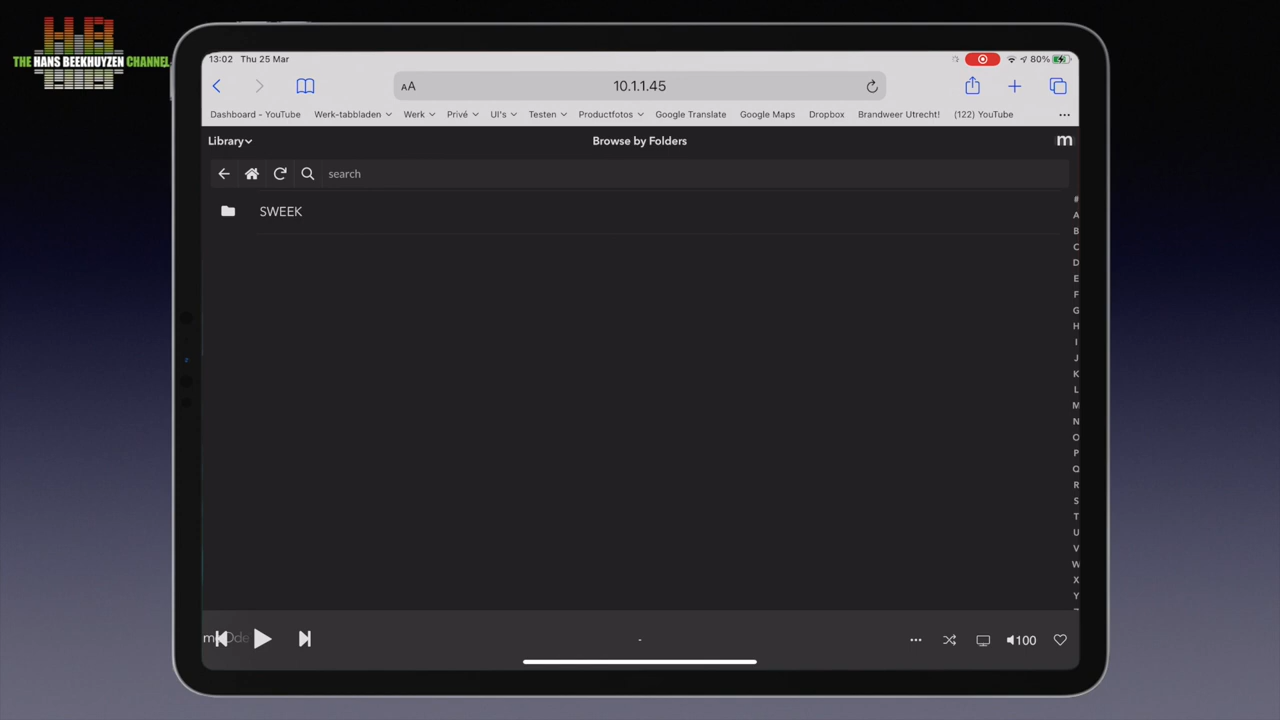 THE HANS BEEKHUYZEN CHANNEL
13:02 Thu 25 Mar
80%
AA
10.1.1.45
Dashboard - YouTube Werk-tabbladen Werk Privé UI's Testen Productfotos Google Translate Google Maps Dropbox Brandweer Utrecht! (122) YouTube
Library
Browse by Folders
m
search
SWEEK
#
A
B
C
D
E
F
G
H
I
J
K
L
M
N
O
P
Q
R
S
T
U
V
W
X
Y
-
100